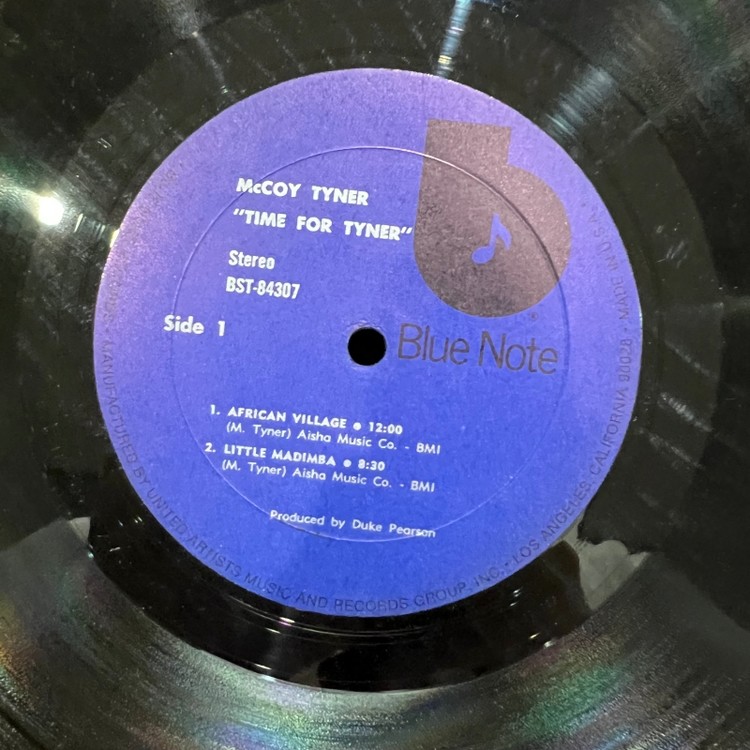 McCOY TYNER
"TIME FOR TYNER"
Stereo
BST-84307
Side 1
Blue Note
®
1. AFRICAN VILLAGE ● 12:00
(M. Tyner) Aisha Music Co. - BMI
2. LITTLE MADIMBA ● 8:30
(M. Tyner) Aisha Music Co. - BMI
Produced by Duke Pearson
MANUFACTURED BY UNITED ARTISTS MUSIC AND RECORDS GROUP, INC. • LOS ANGELES, CALIFORNIA 90028 • MADE IN U.S.A. •